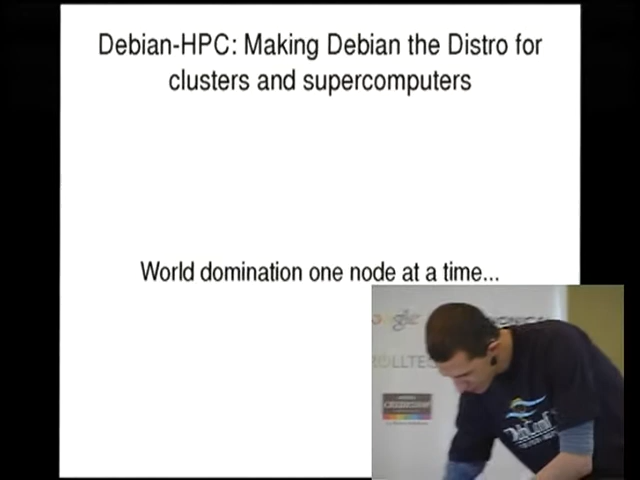 Debian-HPC: Making Debian the Distro for
clusters and supercomputers
World domination one node at a time...